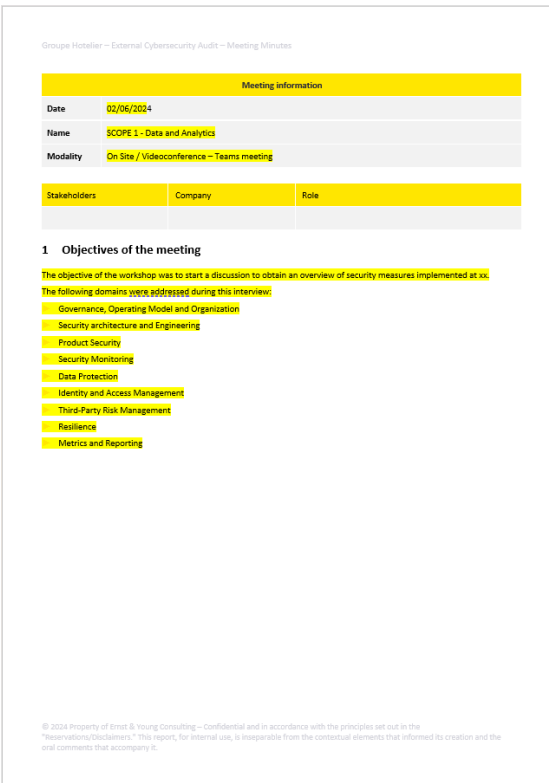 Groupe Hotelier – External Cybersecurity Audit – Meeting Minutes
Meeting information
Date 02/06/2024
Name SCOPE 1 - Data and Analytics
Modality On Site / Videoconference – Teams meeting
Stakeholders Company Role
1 Objectives of the meeting
The objective of the workshop was to start a discussion to obtain an overview of security measures implemented at xx.
The following domains were addressed during this interview:
Governance, Operating Model and Organization
Security architecture and Engineering
Product Security
Security Monitoring
Data Protection
Identity and Access Management
Third-Party Risk Management
Resilience
Metrics and Reporting
© 2024 Property of Ernst & Young Consulting – Confidential and in accordance with the principles set out in the
"Reservations/Disclaimers." This report, for internal use, is inseparable from the contextual elements that informed its creation and the
oral comments that accompany it.